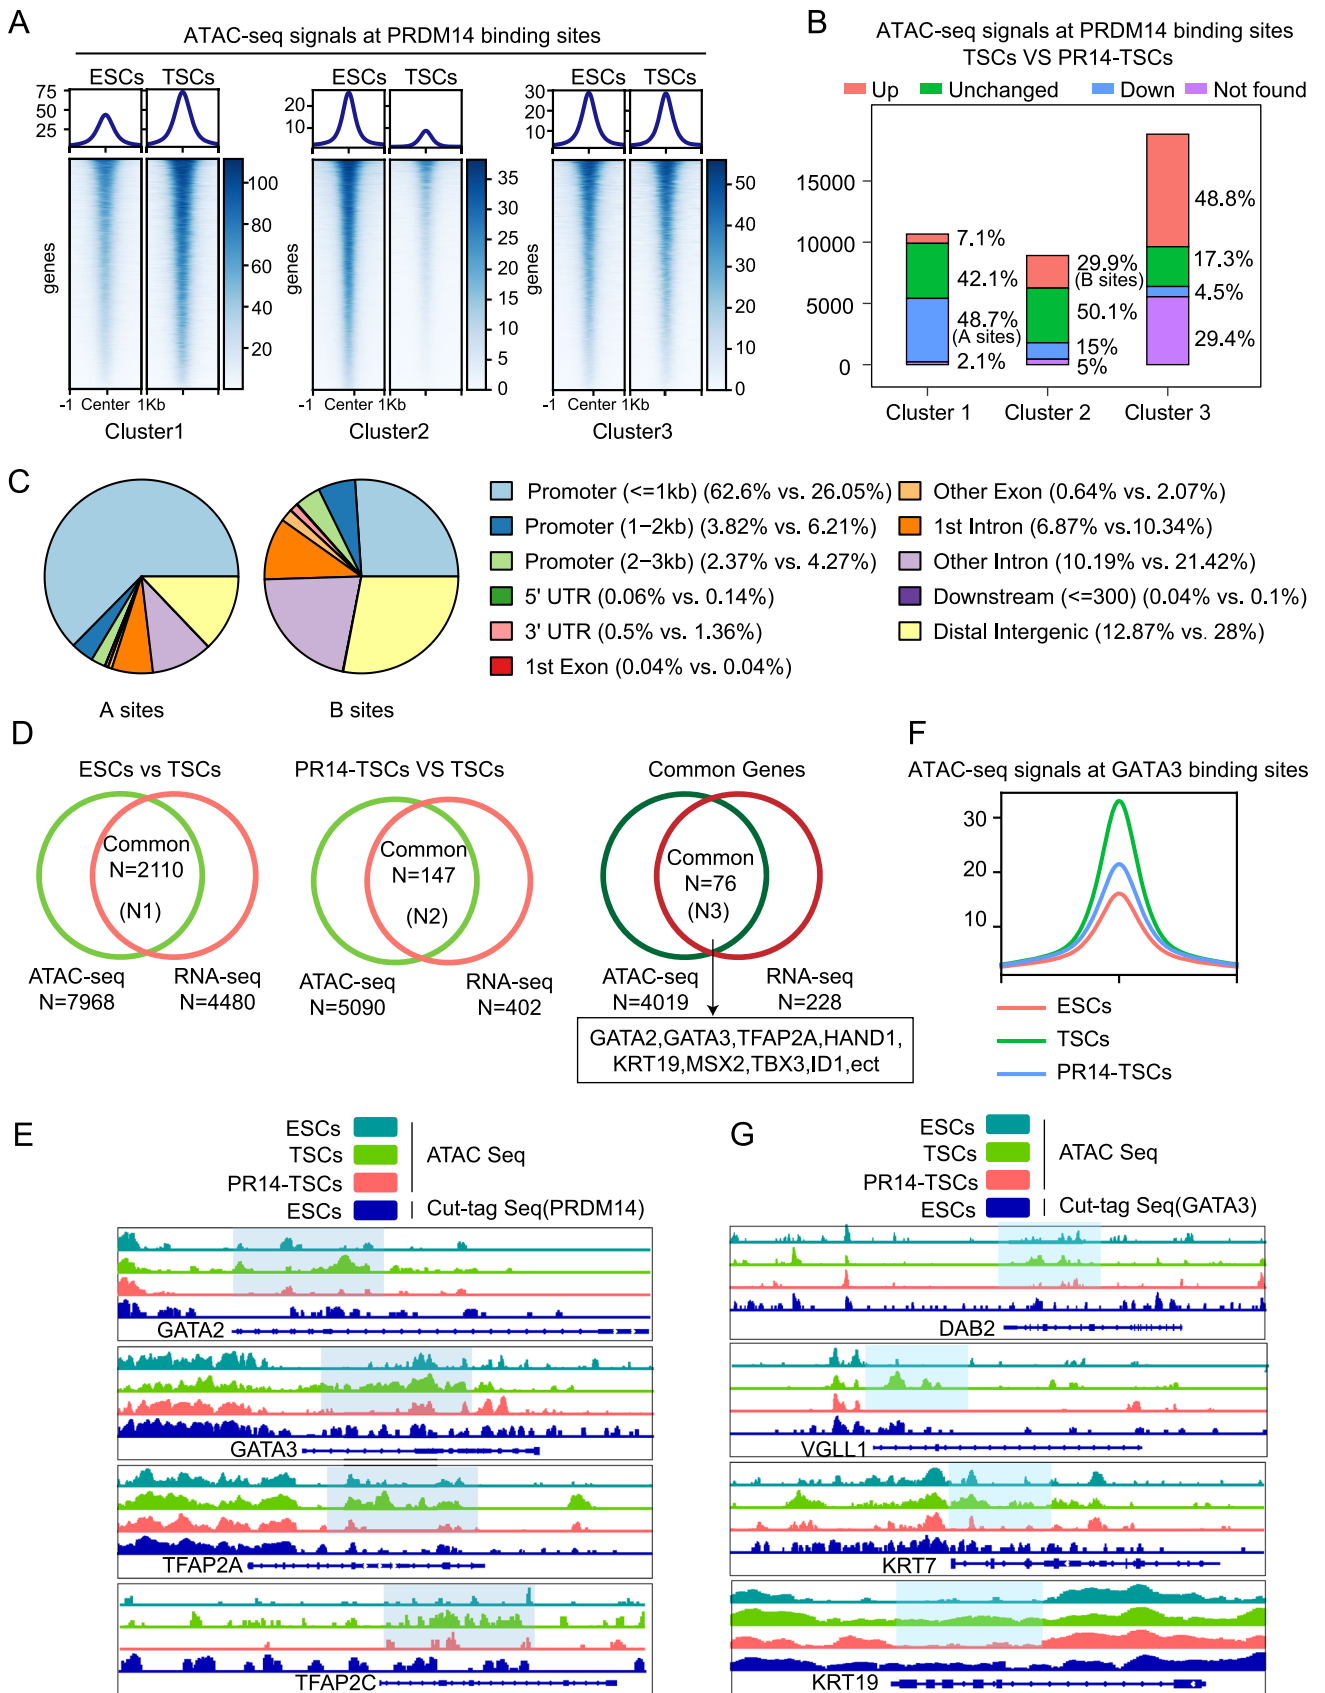 A
ATAC-seq signals at PRDM14 binding sites
ESCs TSCs
75
50
25
ESCs TSCs
20
10
ESCs TSCs
30
20
10
genes
100
80
60
40
20
-1 Center 1Kb
Cluster1
genes
35
30
25
20
15
10
5
0
-1 Center 1Kb
Cluster2
genes
50
40
30
20
10
0
-1 Center 1Kb
Cluster3
B
ATAC-seq signals at PRDM14 binding sites
TSCs VS PR14-TSCs
Up Unchanged Down Not found
15000
10000
5000
0
7.1%
42.1%
48.7%
(A sites)
2.1%
29.9%
(B sites)
50.1%
15%
5%
48.8%
17.3%
4.5%
29.4%
Cluster 1 Cluster 2 Cluster 3
C
A sites
B sites
Promoter (<=1kb) (62.6% vs. 26.05%)
Promoter (1−2kb) (3.82% vs. 6.21%)
Promoter (2−3kb) (2.37% vs. 4.27%)
5' UTR (0.06% vs. 0.14%)
3' UTR (0.5% vs. 1.36%)
1st Exon (0.04% vs. 0.04%)
Other Exon (0.64% vs. 2.07%)
1st Intron (6.87% vs.10.34%)
Other Intron (10.19% vs. 21.42%)
Downstream (<=300) (0.04% vs. 0.1%)
Distal Intergenic (12.87% vs. 28%)
D
ESCs vs TSCs
Common
N=2110
(N1)
ATAC-seq
N=7968
RNA-seq
N=4480
PR14-TSCs VS TSCs
Common
N=147
(N2)
ATAC-seq
N=5090
RNA-seq
N=402
Common Genes
Common
N=76
(N3)
ATAC-seq
N=4019
RNA-seq
N=228
GATA2,GATA3,TFAP2A,HAND1,
KRT19,MSX2,TBX3,ID1,ect
F
ATAC-seq signals at GATA3 binding sites
30
20
10
ESCs
TSCs
PR14-TSCs
E
ESCs
TSCs
PR14-TSCs
ATAC Seq
ESCs
Cut-tag Seq(PRDM14)
GATA2
GATA3
TFAP2A
TFAP2C
G
ESCs
TSCs
PR14-TSCs
ATAC Seq
ESCs
Cut-tag Seq(GATA3)
DAB2
VGLL1
KRT7
KRT19